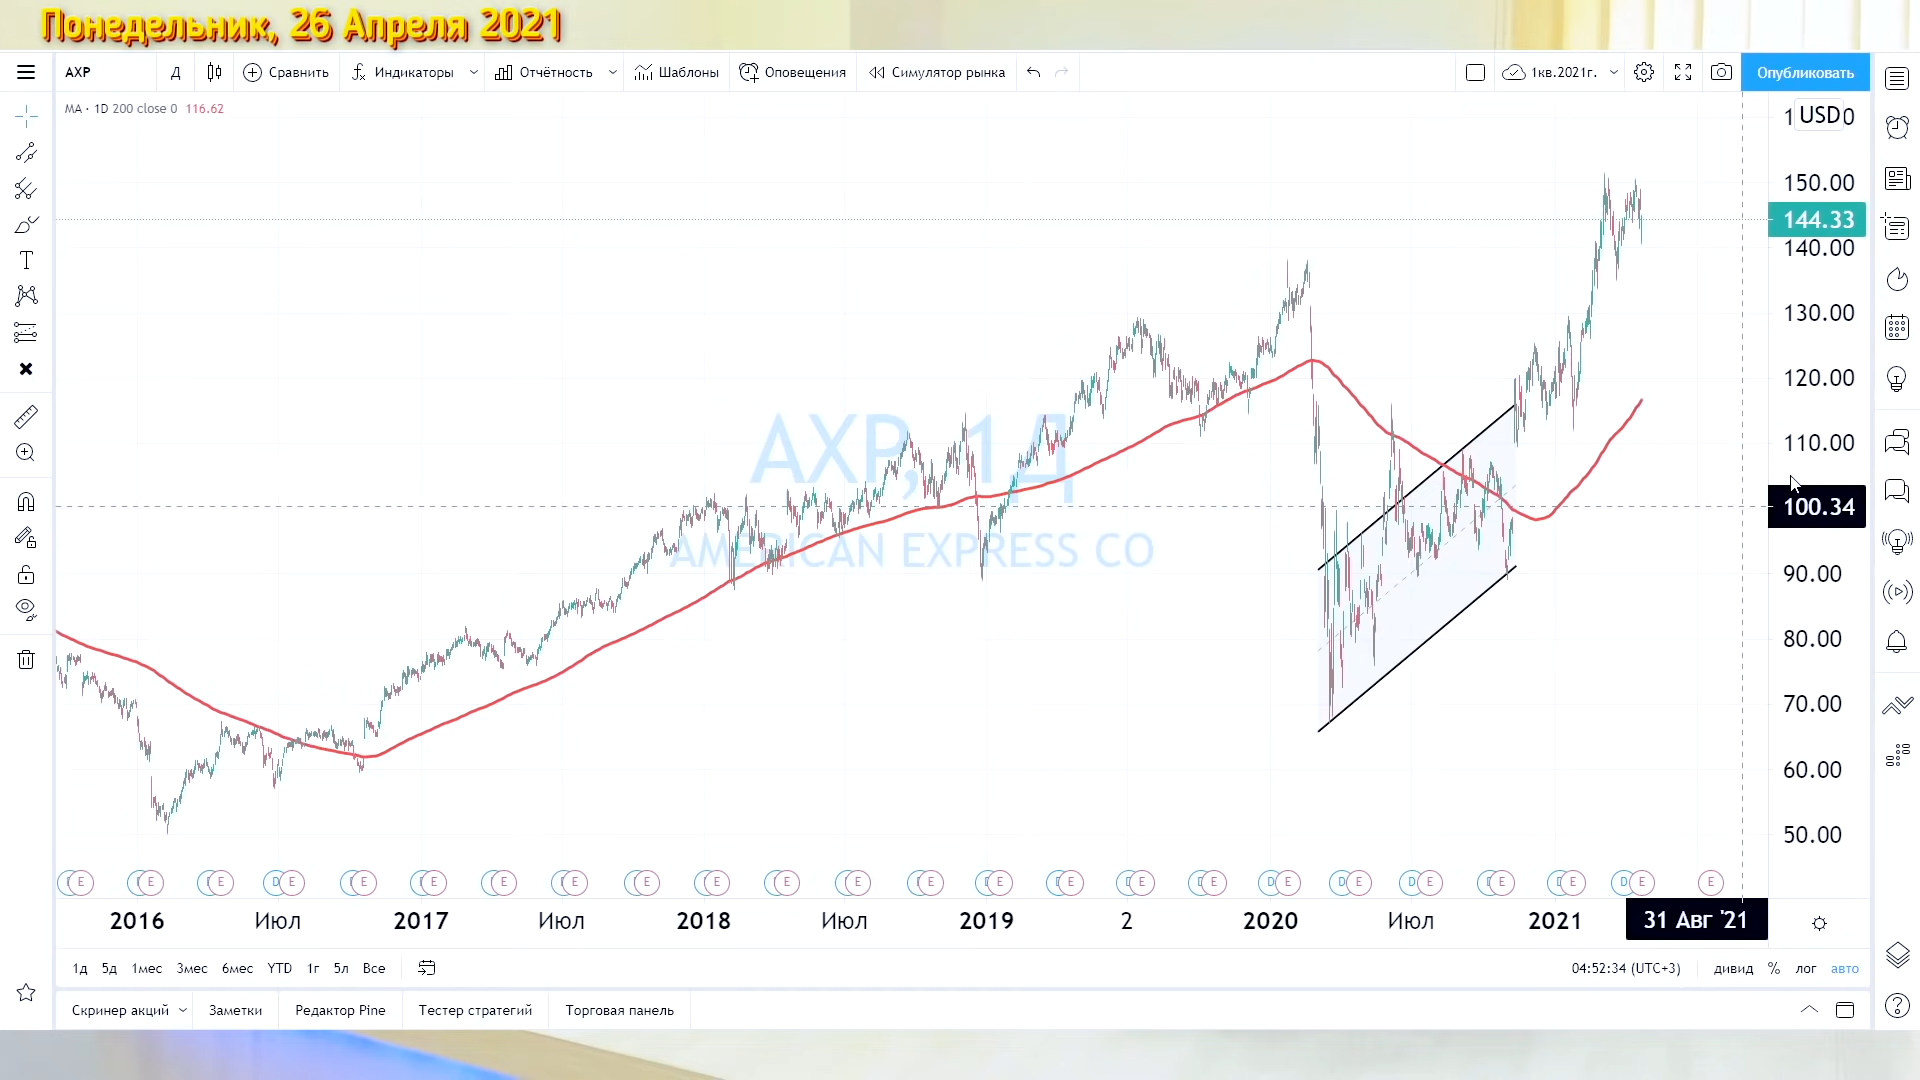 Понедельник, 26 Апреля 2021
AXP Д Сравнить Индикаторы Отчётность Шаблоны Оповещения Симулятор рынка 1кв.2021г. Опубликовать
MA · 1D 200 close 0 116.62
USD
150.00
144.33
140.00
130.00
120.00
110.00
100.34
90.00
80.00
70.00
60.00
50.00
AXP, 1Д
AMERICAN EXPRESS CO
E E E D E E E E E E E E E E E E E D E E D E E E D E E
2016 Июл 2017 Июл 2018 Июл 2019 2 2020 Июл 2021 31 Авг '21
1д 5д 1мес 3мес 6мес YTD 1г 5л Все 04:52:34 (UTC+3) дивид % лог авто
Скринер акций Заметки Редактор Pine Тестер стратегий Торговая панель